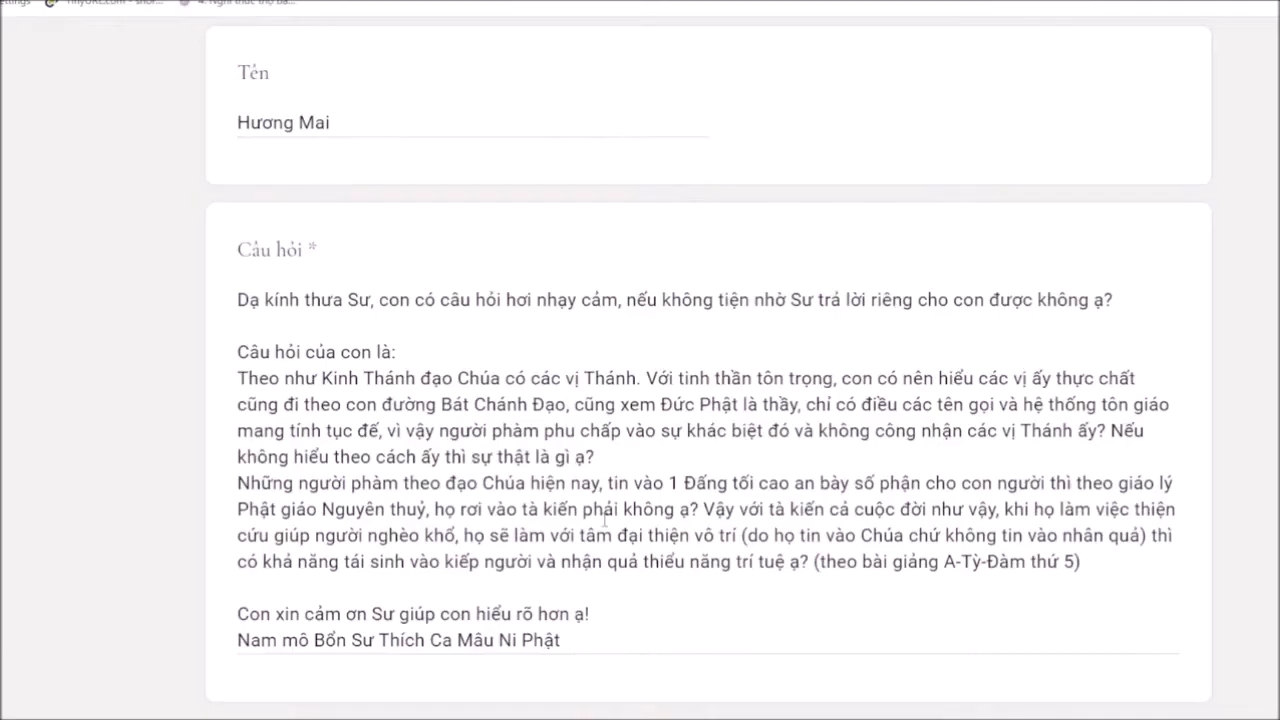 Tên
Hương Mai
Câu hỏi *
Dạ kính thưa Sư, con có câu hỏi hơi nhạy cảm, nếu không tiện nhờ Sư trả lời riêng cho con được không ạ?
Câu hỏi của con là:
Theo như Kinh Thánh đạo Chúa có các vị Thánh. Với tinh thần tôn trọng, con có nên hiểu các vị ấy thực chất
cũng đi theo con đường Bát Chánh Đạo, cũng xem Đức Phật là thầy, chỉ có điều các tên gọi và hệ thống tôn giáo
mang tính tục đế, vì vậy người phàm phu chấp vào sự khác biệt đó và không công nhận các vị Thánh ấy? Nếu
không hiểu theo cách ấy thì sự thật là gì ạ?
Những người phàm theo đạo Chúa hiện nay, tin vào 1 Đấng tối cao an bày số phận cho con người thì theo giáo lý
Phật giáo Nguyên thuỷ, họ rơi vào tà kiến phải không ạ? Vậy với tà kiến cả cuộc đời như vậy, khi họ làm việc thiện
cứu giúp người nghèo khổ, họ sẽ làm với tâm đại thiện vô trí (do họ tin vào Chúa chứ không tin vào nhân quả) thì
có khả năng tái sinh vào kiếp người và nhận quả thiểu năng trí tuệ ạ? (theo bài giảng A-Tỳ-Đàm thứ 5)
Con xin cảm ơn Sư giúp con hiểu rõ hơn ạ!
Nam mô Bổn Sư Thích Ca Mâu Ni Phật